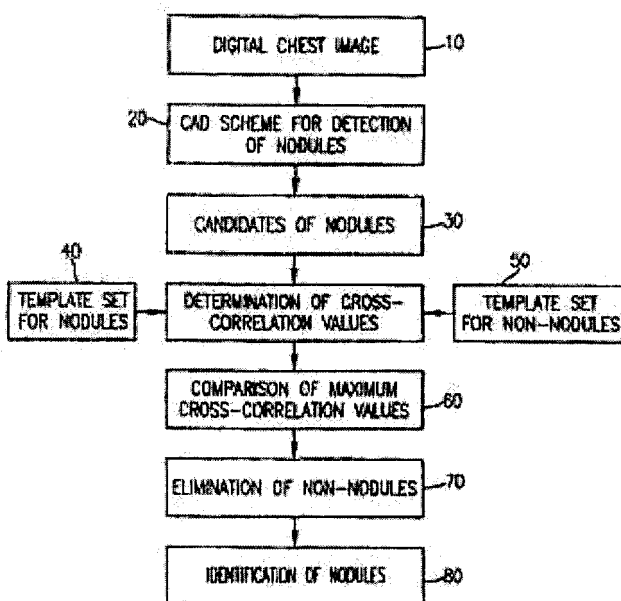 DIGITAL CHEST IMAGE
10
20
CAD SCHEME FOR DETECTION
OF NODULES
CANDIDATES OF NODULES
30
40
TEMPLATE SET
FOR NODULES
DETERMINATION OF CROSS-
CORRELATION VALUES
50
TEMPLATE SET
FOR NON-NODULES
COMPARISON OF MAXIMUM
CROSS-CORRELATION VALUES
60
ELIMINATION OF NON-NODULES
70
IDENTIFICATION OF NODULES
80